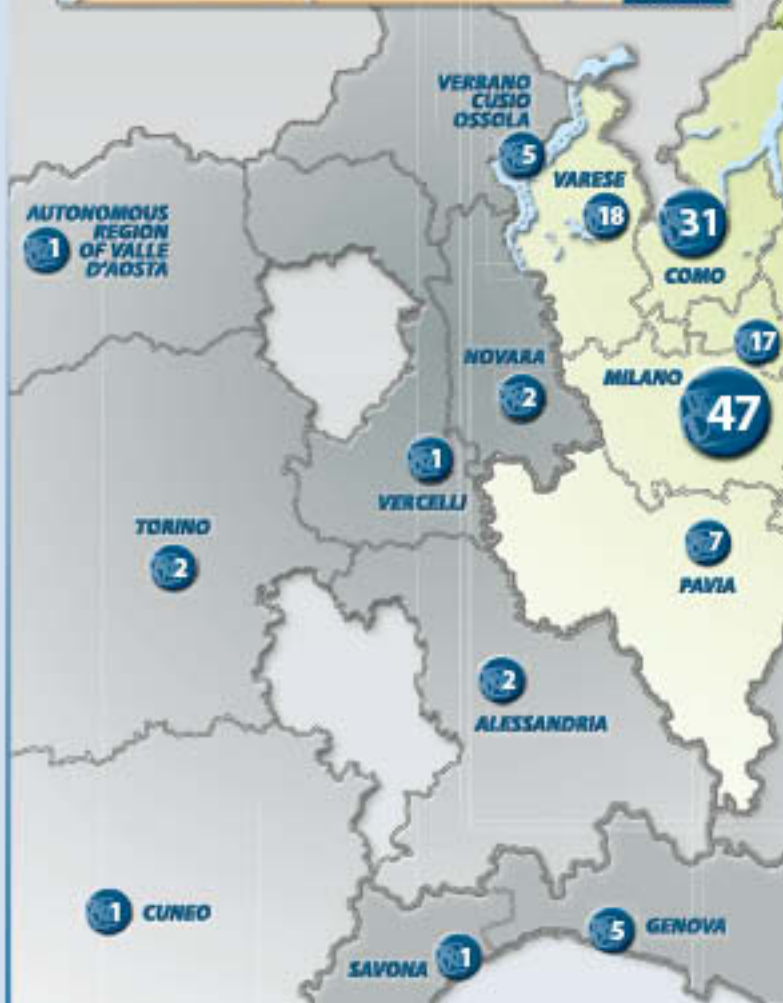 VERBANO
CUSIO
OSSOLA
5
VARESE
18
31
COMO
AUTONOMOUS
REGION
OF VALLE
D'AOSTA
1
17
NOVARA
2
MILANO
47
1
VERCELLI
TORINO
2
7
PAVIA
2
ALESSANDRIA
1
CUNEO
5
GENOVA
SAVONA
1